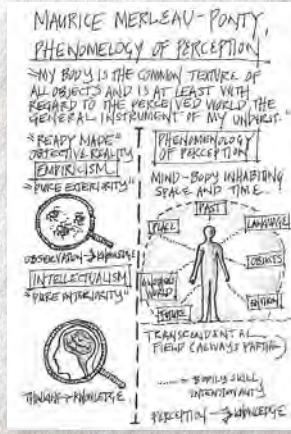 MAURICE MERLEAU-PONTY,
PHENOMELOGY OF PERCEPTION
"MY BODY IS THE COMMON TEXTURE OF
ALL OBJECTS AND IS AT LEAST WITH
REGARD TO THE PERCEIVED WORLD, THE
GENERAL INSTRUMENT OF MY UNDERST."
"READY MADE"
OBJECTIVE REALITY
EMPIRICISM
"PURE EXTERIORITY"
OBSERVATION → KNOWLEDGE
INTELLECTUALISM
"PURE INTERIORITY"
THINKING → KNOWLEDGE
PHENOMENOLOGY
OF PERCEPTION
MIND-BODY INHABITING
SPACE AND TIME
PAST
PLACE
LANGUAGE
OBJECTS
WORLD
FUTURE
TRANSCENDENTAL
FIELD (ALWAYS PARTIAL)
BODILY SKILL
INTENTIONALITY
PERCEPTION → KNOWLEDGE